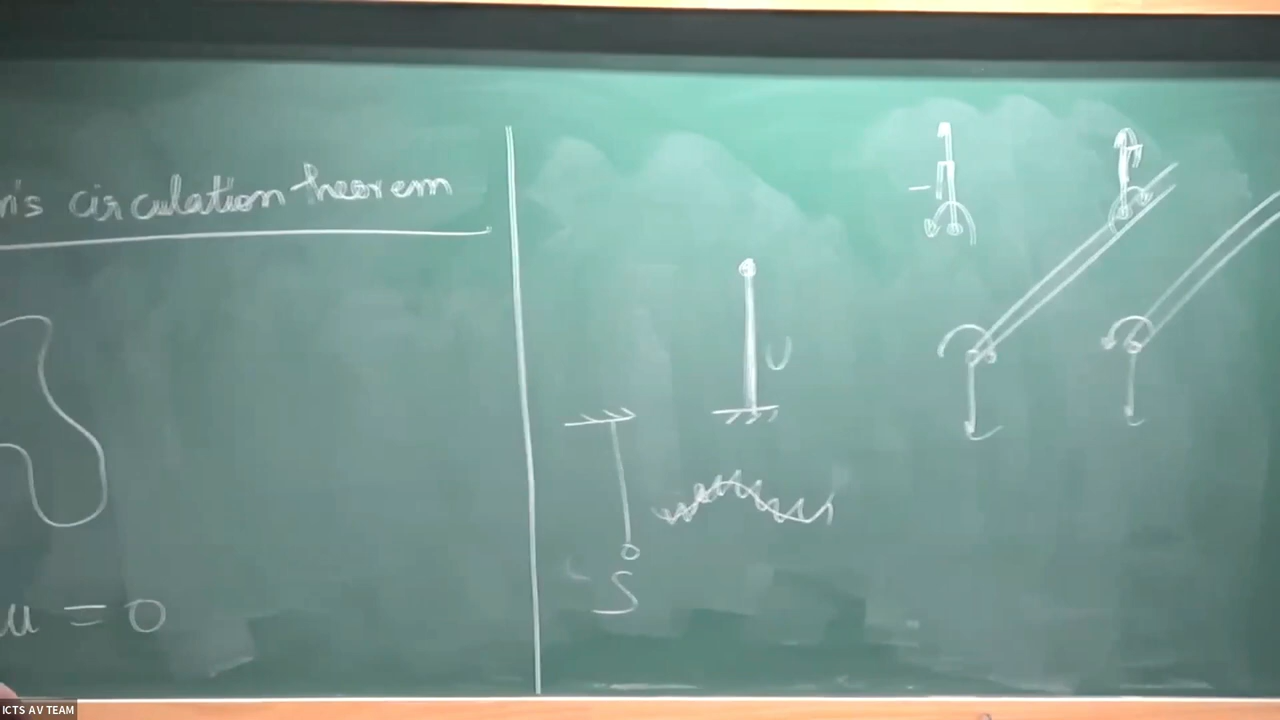 n's circulation theorem
U
S
u = 0
ICTS AV TEAM